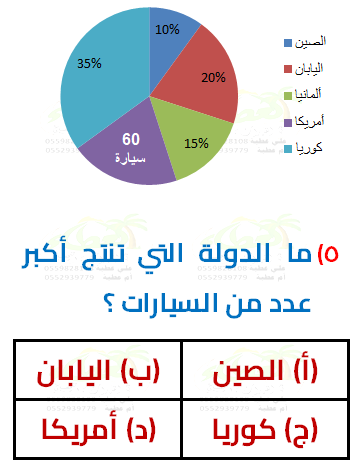 10%
الصين
20%
اليابان
15%
ألمانيا
60
سيارة
أمريكا
35%
كوريا
٥) ما الدولة التي تنتج أكبر
عدد من السيارات ؟
(أ) الصين
(ب) اليابان
(ج) كوريا
(د) أمريكا